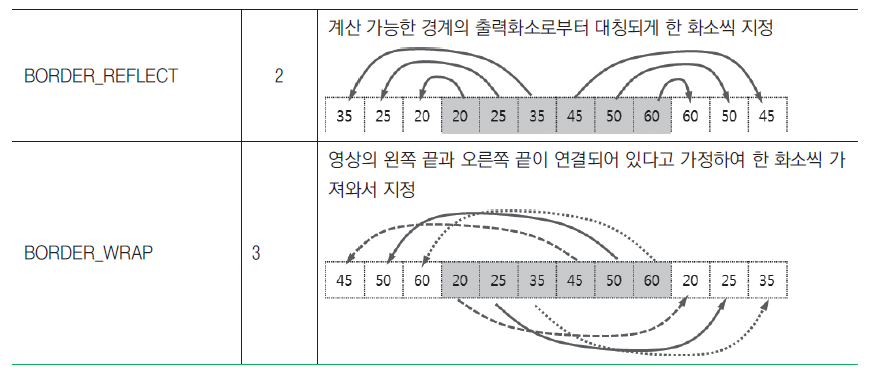 계산 가능한 경계의 출력화소로부터 대칭되게 한 화소씩 지정
BORDER_REFLECT 2
35 25 20 20 25 35 45 50 60 60 50 45
영상의 왼쪽 끝과 오른쪽 끝이 연결되어 있다고 가정하여 한 화소씩 가
져와서 지정
BORDER_WRAP 3
45 50 60 20 25 35 45 50 60 20 25 35